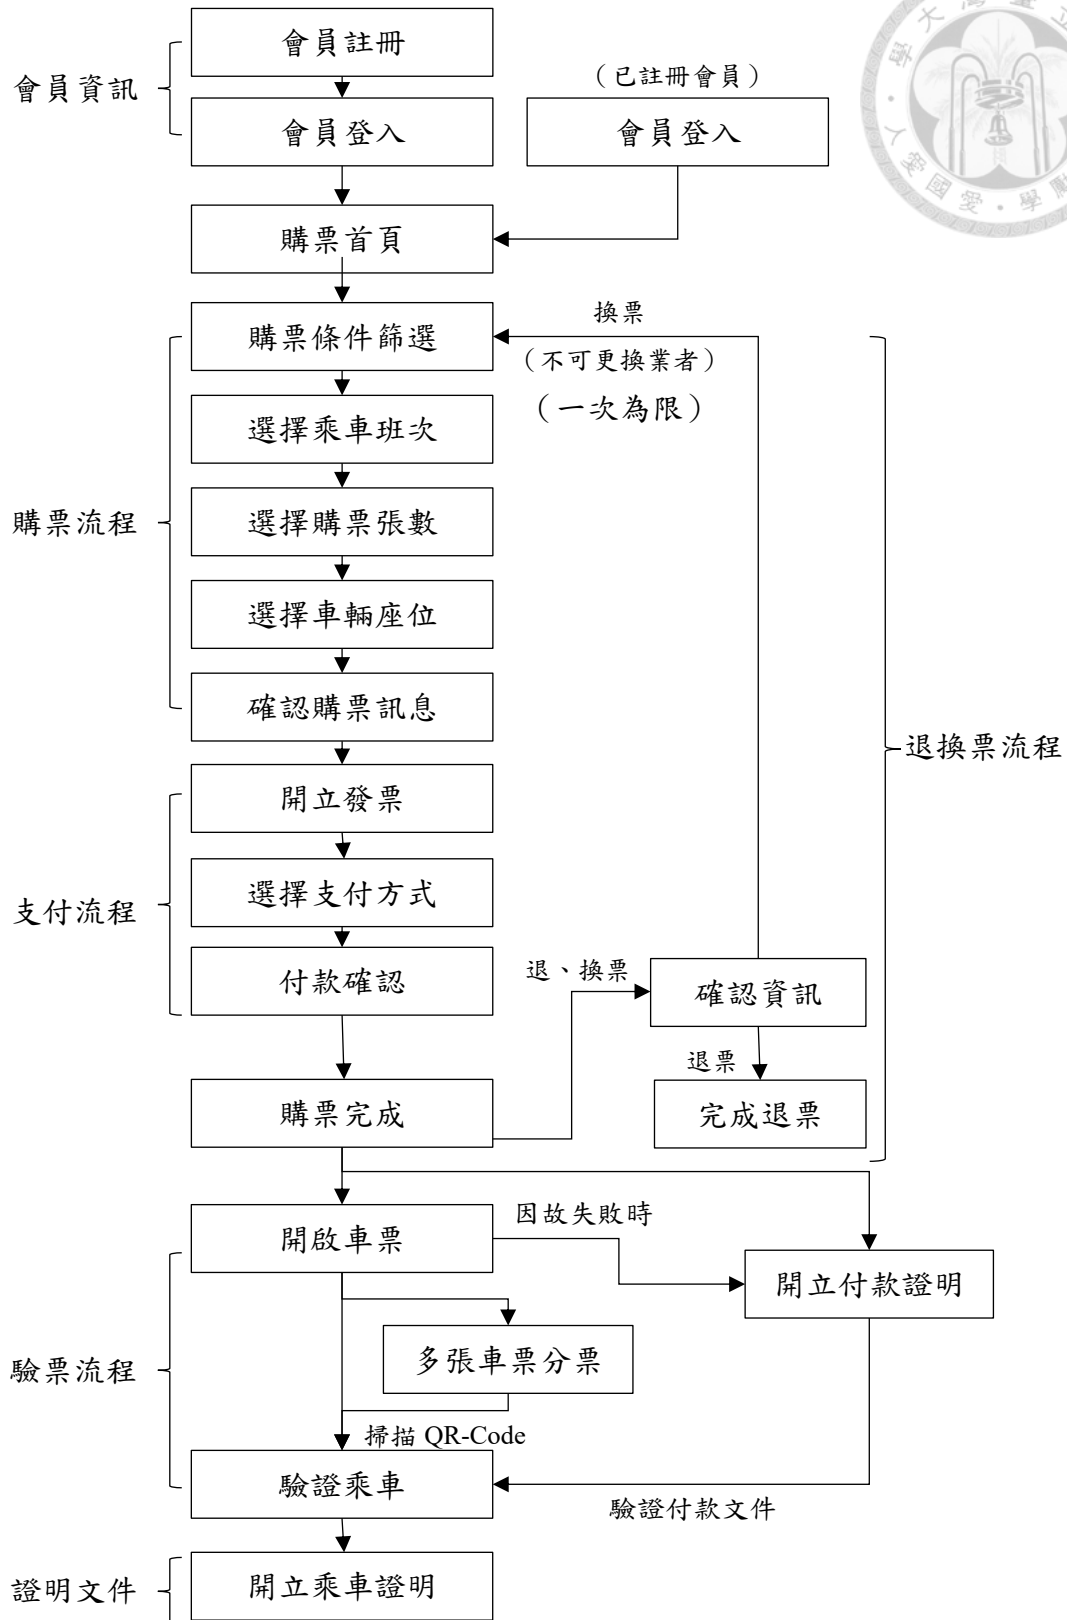 會員註冊
會員資訊
（已註冊會員）
會員登入
會員登入
購票首頁
購票條件篩選
換票
（不可更換業者）
（一次為限）
選擇乘車班次
購票流程
選擇購票張數
選擇車輛座位
確認購票訊息
退換票流程
開立發票
選擇支付方式
支付流程
付款確認
退、換票
確認資訊
退票
購票完成
完成退票
開啟車票
因故失敗時
開立付款證明
多張車票分票
驗票流程
掃描 QR-Code
驗證乘車
驗證付款文件
證明文件
開立乘車證明